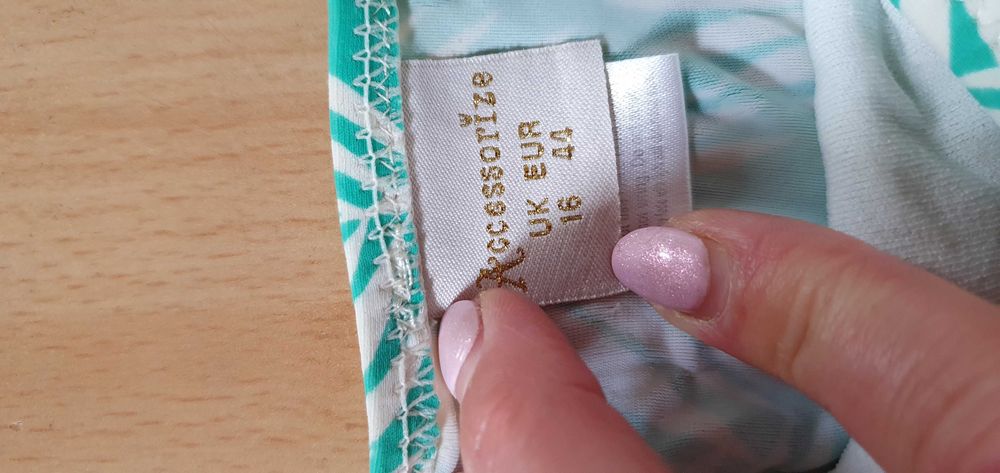 Accessorize
UK EUR
16 44